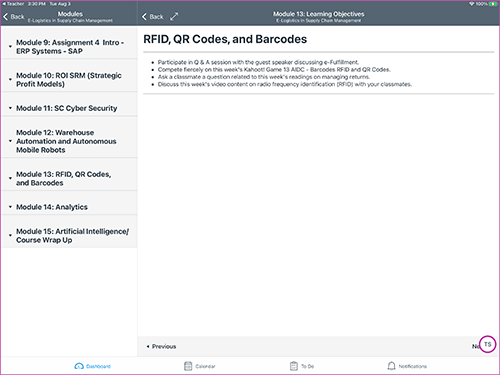 Teacher 3:30 PM Tue Aug 3
Back
Modules
E-Logistics in Supply Chain Management
Module 9: Assignment 4 Intro -
ERP Systems - SAP
Module 10: ROI SRM (Strategic
Profit Models)
Module 11: SC Cyber Security
Module 12: Warehouse
Automation and Autonomous
Mobile Robots
Module 13: RFID, QR Codes,
and Barcodes
Module 14: Analytics
Module 15: Artificial Intelligence/
Course Wrap Up
Back
Module 13: Learning Objectives
E-Logistics in Supply Chain Management
RFID, QR Codes, and Barcodes
Participate in Q & A session with the guest speaker discussing e-Fulfillment.
Compete fiercely on this week's Kahoot! Game 13 AIDC - Barcodes RFID and QR Codes.
Ask a classmate a question related to this week's readings on managing returns.
Discuss this week's video content on radio frequency identification (RFID) with your classmates.
Previous
TS
Dashboard
Calendar
To Do
Notifications